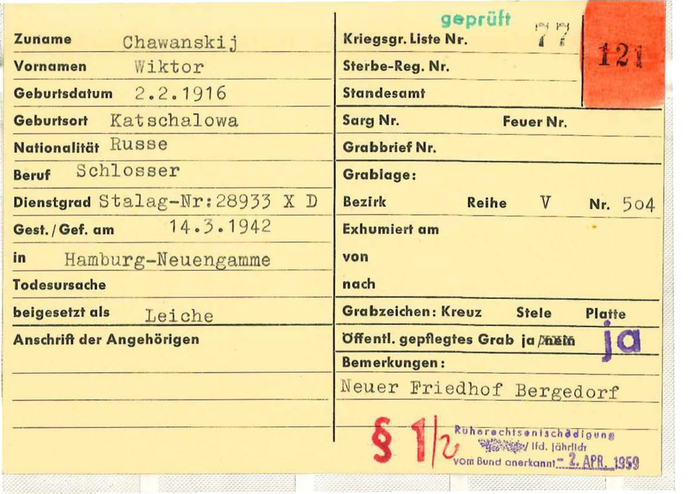 Zuname Chawanskij
Vornamen Wiktor
Geburtsdatum 2.2.1916
Geburtsort Katschalowa
Nationalität Russe
Beruf Schlosser
Dienstgrad Stalag-Nr:28933 X D
Gest./Gef. am 14.3.1942
in Hamburg-Neuengamme
Todesursache
beigesetzt als Leiche
Anschrift der Angehörigen
geprüft
Kriegsgr. Liste Nr. 77
121
Sterbe-Reg. Nr.
Standesamt
Sarg Nr. Feuer Nr.
Grabbrief Nr.
Grablage:
Bezirk Reihe V Nr. 504
Exhumiert am
von
nach
Grabzeichen: Kreuz Stele Platte
Öffentl. gepflegtes Grab ja/nein ja
Bemerkungen:
Neuer Friedhof Bergedorf
§ 1/2
Ruherechtsentschädigung
/ lfd. jährlich
vom Bund anerkannt - 2. APR. 1959